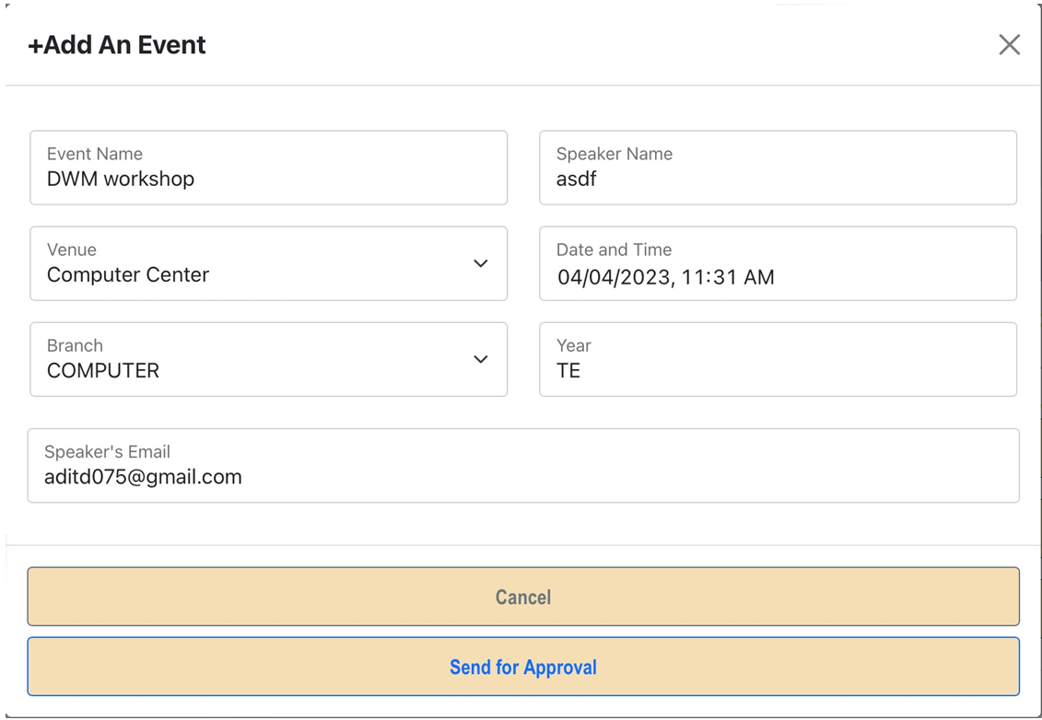 +Add An Event
Event Name
DWM workshop
Speaker Name
asdf
Venue
Computer Center
Date and Time
04/04/2023, 11:31 AM
Branch
COMPUTER
Year
TE
Speaker's Email
aditd075@gmail.com
Cancel
Send for Approval